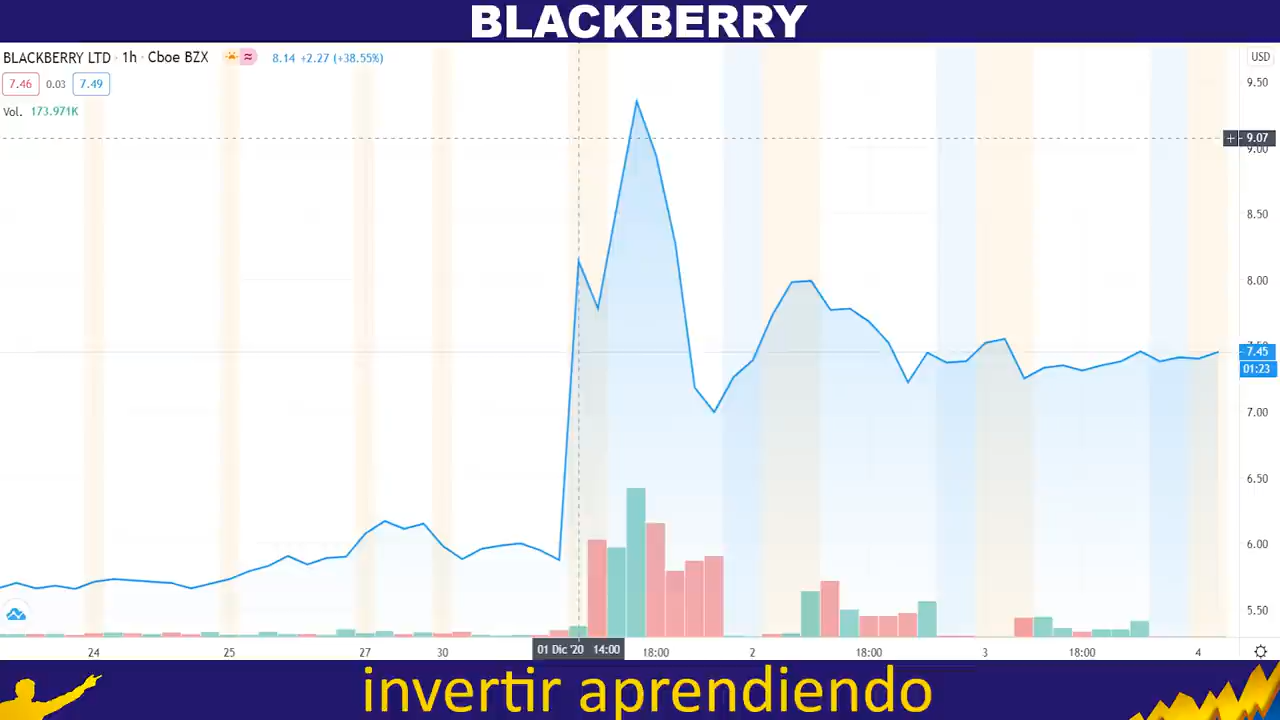 BLACKBERRY
BLACKBERRY LTD · 1h · Cboe BZX 8.14 +2.27 (+38.55%)
USD
7.46 0.03 7.49
9.50
Vol. 173.971K
9.07
9.00
8.50
8.00
7.50
7.45
01:23
7.00
6.50
6.00
5.50
24 25 27 30 01 Dic '20 14:00 18:00 2 18:00 3 18:00 4
invertir aprendiendo